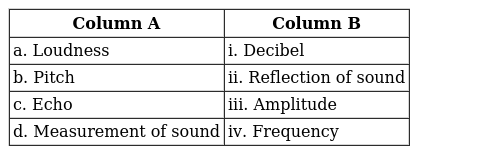 Column A Column B
a. Loudness i. Decibel
b. Pitch ii. Reflection of sound
c. Echo iii. Amplitude
d. Measurement of sound iv. Frequency